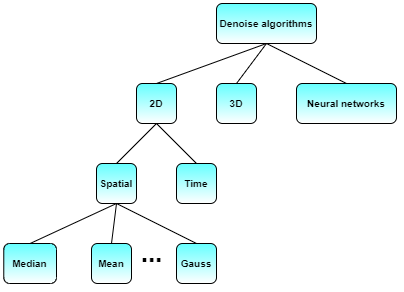 Denoise algorithms
2D
3D
Neural networks
Spatial
Time
Median
Mean
...
Gauss